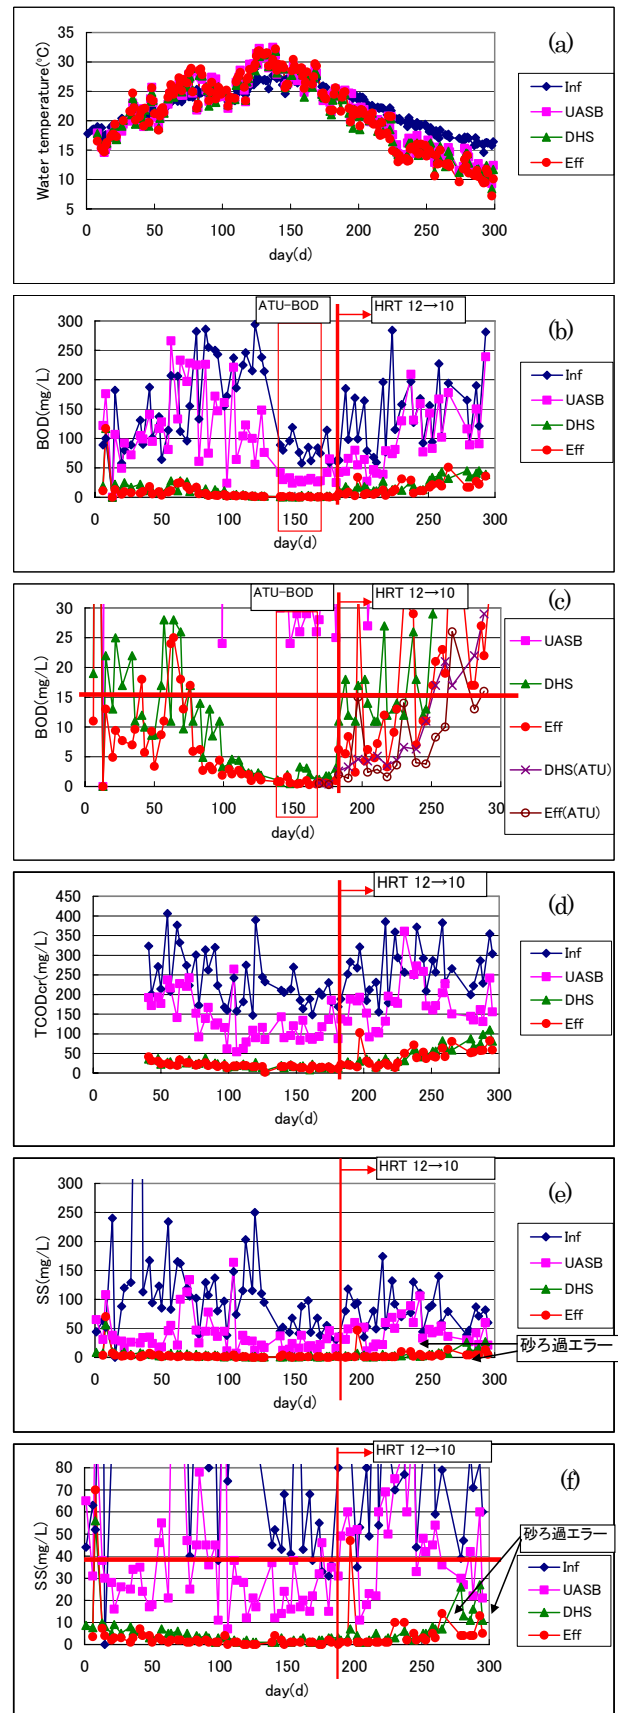 (a)
Water temperature(℃)
35
30
25
20
15
10
5
0 50 100 150 200 250 300
day(d)
Inf
UASB
DHS
Eff
(b)
ATU-BOD
HRT 12→10
BOD(mg/L)
300
250
200
150
100
50
0
0 50 100 150 200 250 300
day(d)
Inf
UASB
DHS
Eff
(c)
ATU-BOD
HRT 12→10
BOD(mg/L)
30
25
20
15
10
5
0
0 50 100 150 200 250 300
day(d)
UASB
DHS
Eff
DHS(ATU)
Eff(ATU)
(d)
HRT 12→10
TCODcr(mg/L)
450
400
350
300
250
200
150
100
50
0
0 50 100 150 200 250 300
day(d)
Inf
UASB
DHS
Eff
(e)
HRT 12→10
SS(mg/L)
300
250
200
150
100
50
0
0 50 100 150 200 250 300
day(d)
Inf
UASB
DHS
Eff
砂ろ過エラー
(f)
HRT 12→10
SS(mg/L)
80
70
60
50
40
30
20
10
0
0 50 100 150 200 250 300
day(d)
砂ろ過エラー
Inf
UASB
DHS
Eff